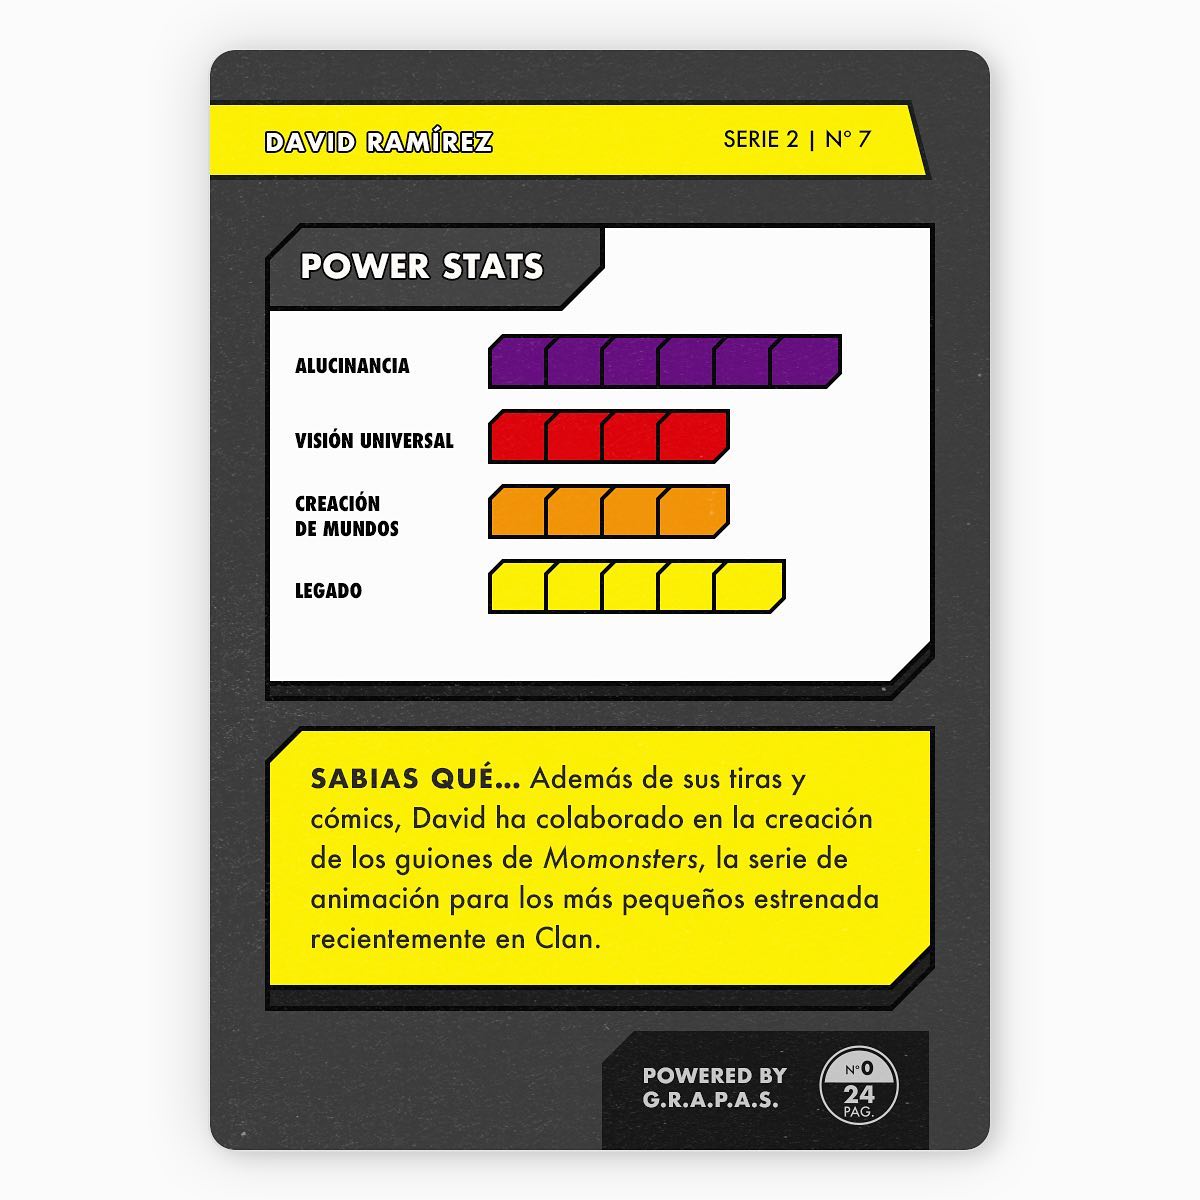 DAVID RAMÍREZ
SERIE 2 | Nº 7
POWER STATS
ALUCINANCIA
VISIÓN UNIVERSAL
CREACIÓN
DE MUNDOS
LEGADO
SABIAS QUÉ... Además de sus tiras y
cómics, David ha colaborado en la creación
de los guiones de Momonsters, la serie de
animación para los más pequeños estrenada
recientemente en Clan.
POWERED BY
G.R.A.P.A.S.
Nº0
24
PAG.